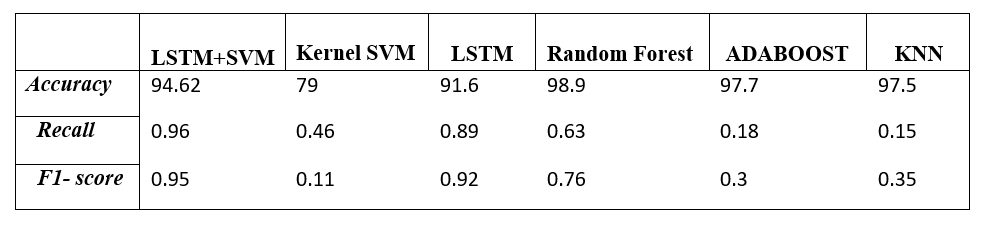 LSTM+SVM Kernel SVM LSTM Random Forest ADABOOST KNN
Accuracy 94.62 79 91.6 98.9 97.7 97.5
Recall 0.96 0.46 0.89 0.63 0.18 0.15
F1- score 0.95 0.11 0.92 0.76 0.3 0.35